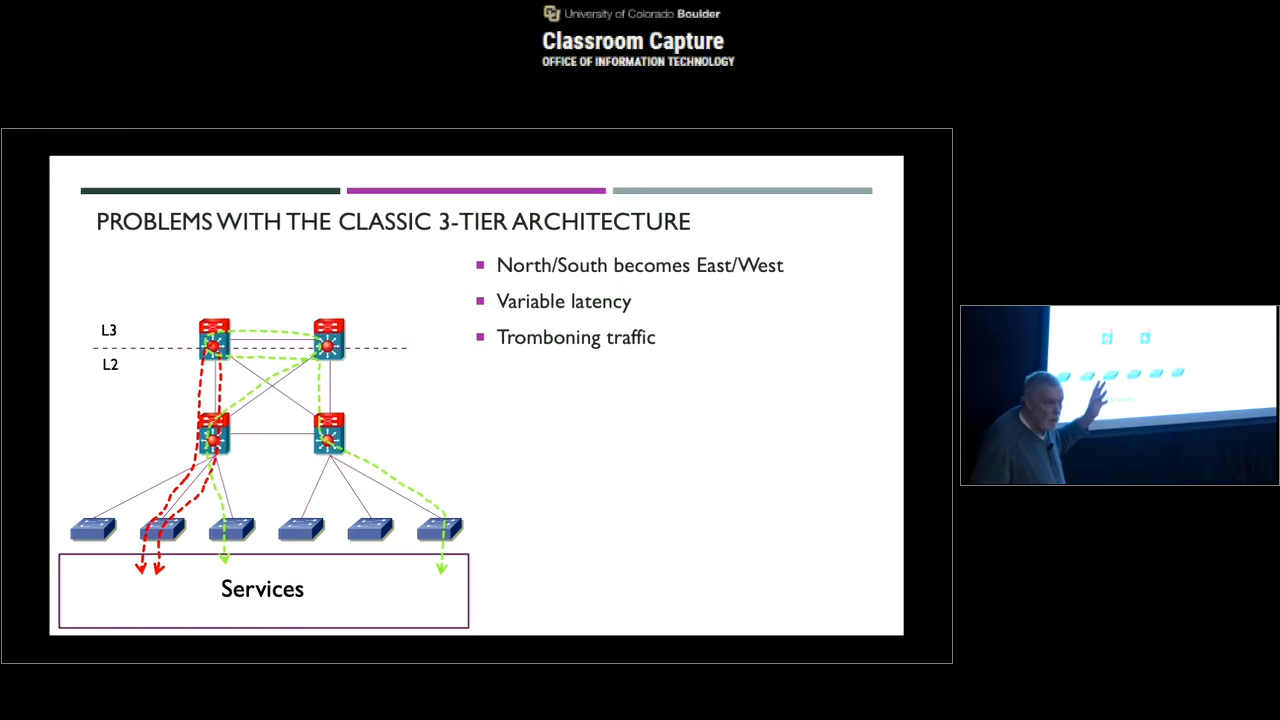 University of Colorado Boulder
Classroom Capture
OFFICE OF INFORMATION TECHNOLOGY
PROBLEMS WITH THE CLASSIC 3-TIER ARCHITECTURE
North/South becomes East/West
Variable latency
Tromboning traffic
L3
L2
Services